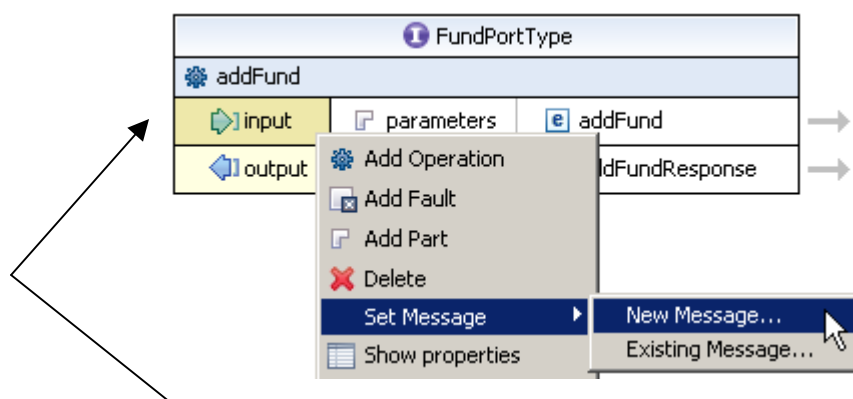 FundPortType
addFund
input parameters e addFund
output ddFundResponse
Add Operation
Add Fault
Add Part
Delete
Set Message
Show properties
New Message...
Existing Message...